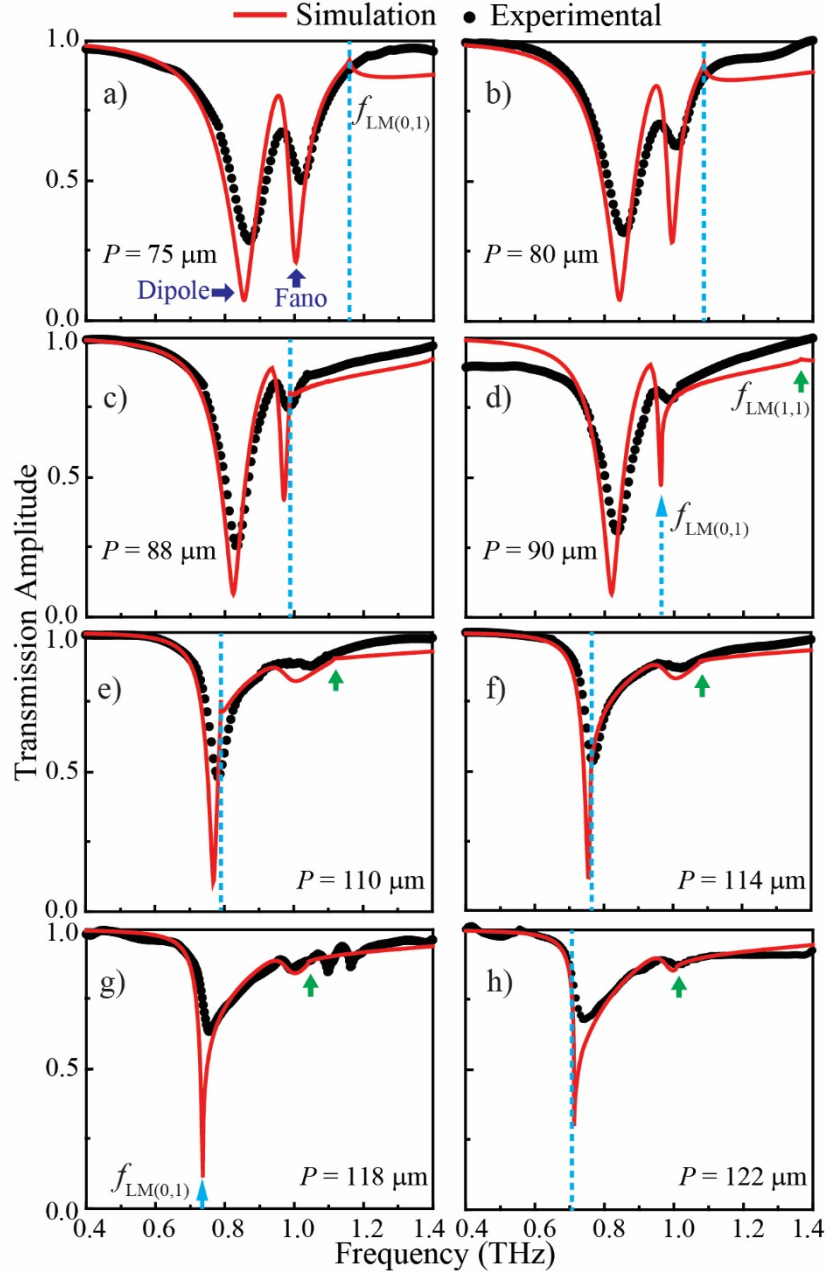 Simulation Experimental
1.0
a)
f LM(0,1)
0.5
P = 75 μm
Dipole
Fano
0.0
b)
P = 80 μm
1.0
c)
0.5
P = 88 μm
0.0
d)
f LM(1,1)
f LM(0,1)
P = 90 μm
Transmission Amplitude
1.0
e)
0.5
P = 110 μm
0.0
f)
P = 114 μm
1.0
g)
0.5
f LM(0,1)
P = 118 μm
0.0
h)
P = 122 μm
0.4 0.6 0.8 1.0 1.2 1.4 0.4 0.6 0.8 1.0 1.2 1.4
Frequency (THz)